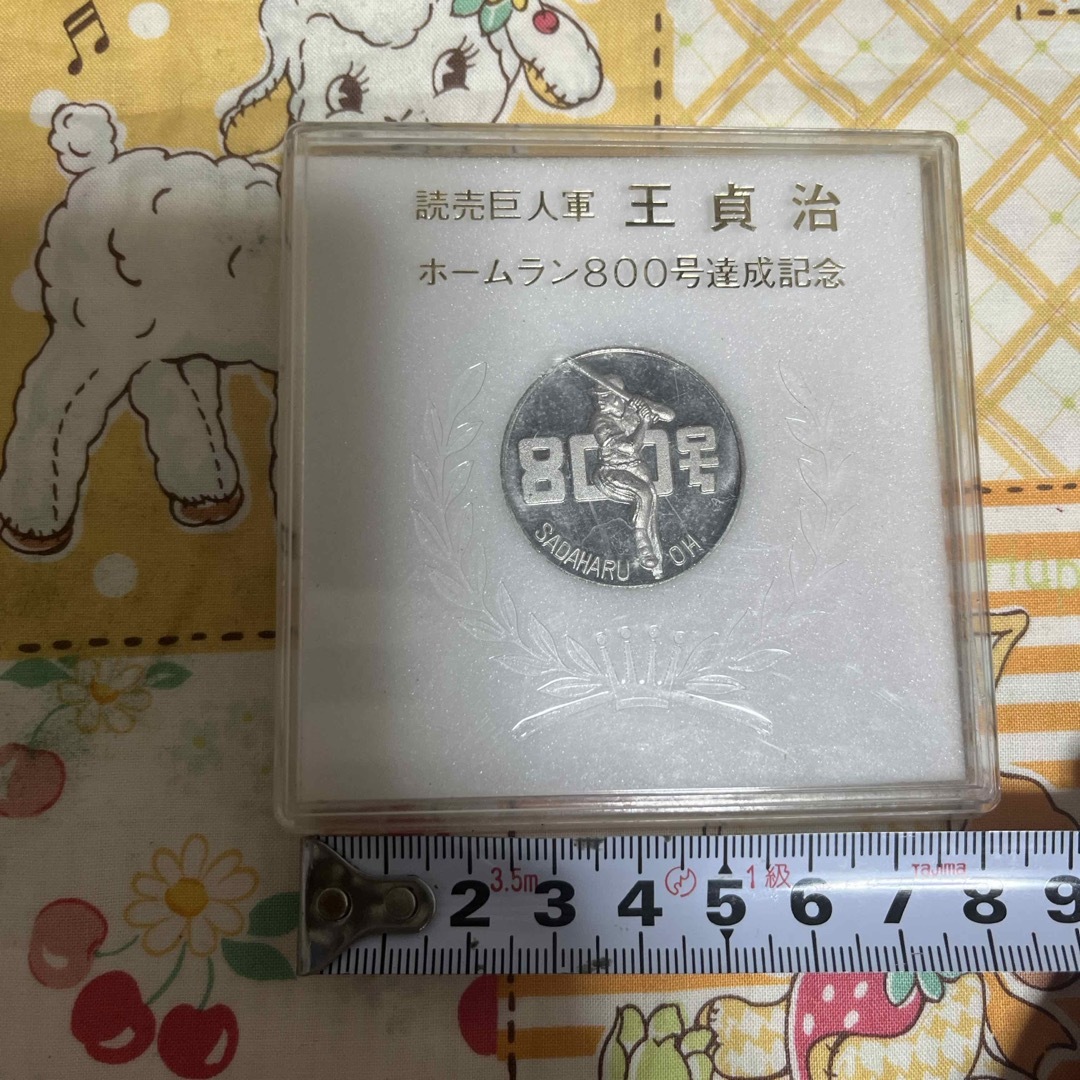 読売巨人軍 王貞治
ホームラン800号達成記念
800号
SADAHARU OH
3.5m 1級 Tajima
2 3 4 5 6 7 8 9